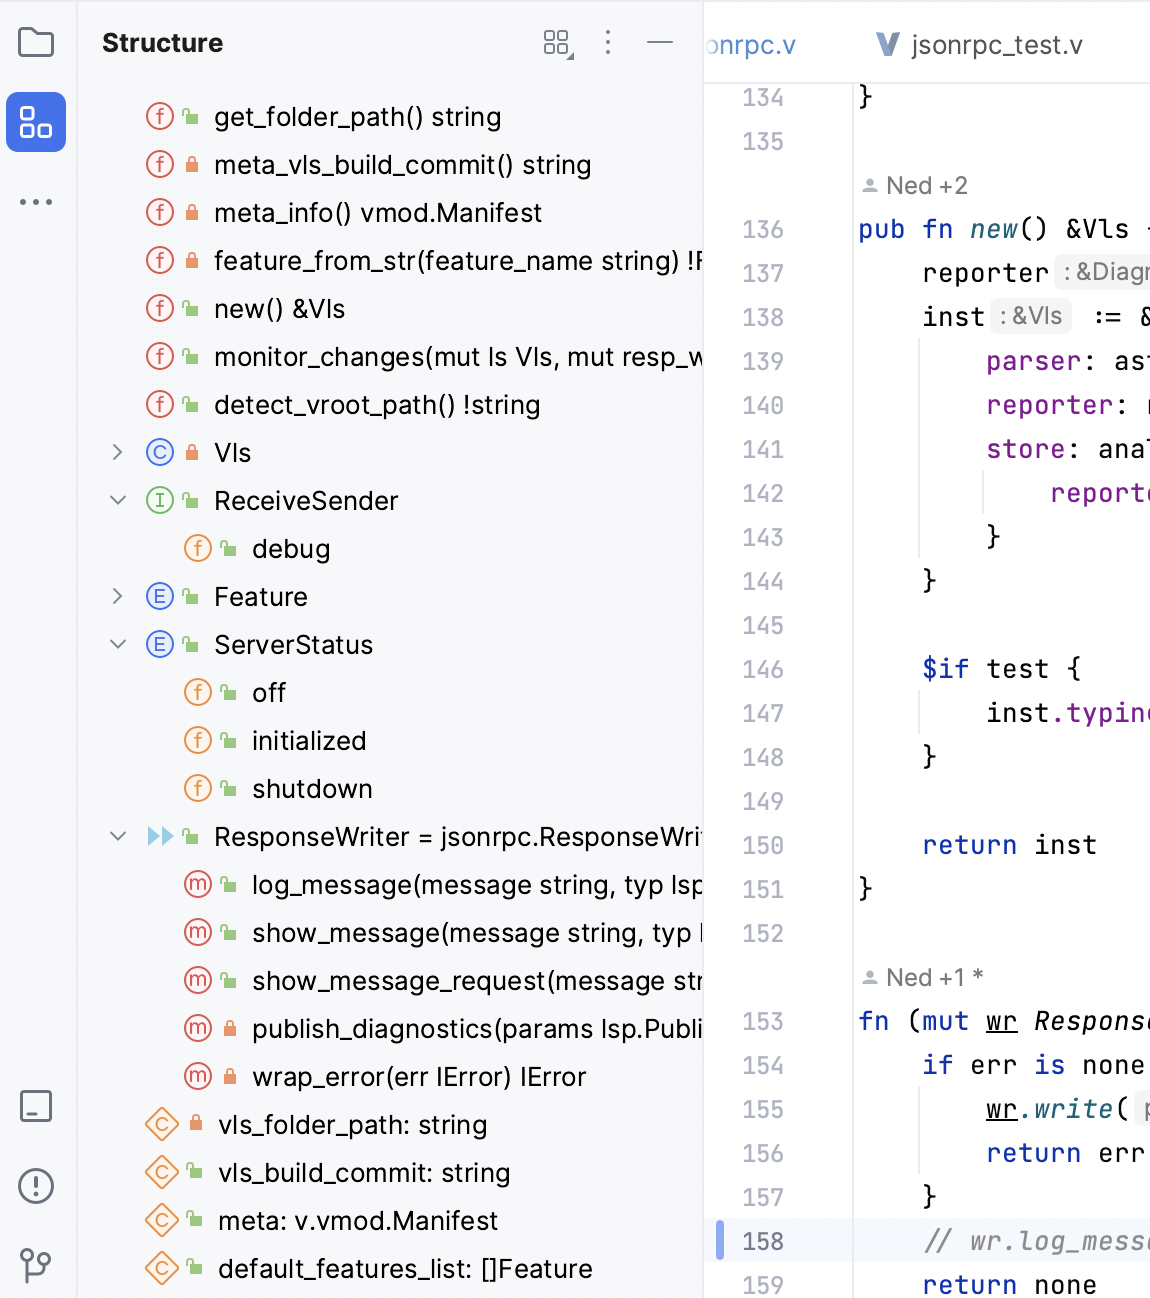 Structure
get_folder_path() string
meta_vls_build_commit() string
meta_info() vmod.Manifest
feature_from_str(feature_name string) !F
new() &Vls
monitor_changes(mut ls Vls, mut resp_w
detect_vroot_path() !string
Vls
ReceiveSender
debug
Feature
ServerStatus
off
initialized
shutdown
ResponseWriter = jsonrpc.ResponseWrit
log_message(message string, typ lsp
show_message(message string, typ l
show_message_request(message str
publish_diagnostics(params lsp.Publi
wrap_error(err IError) IError
vls_folder_path: string
vls_build_commit: string
meta: v.vmod.Manifest
default_features_list: []Feature
onrpc.v
jsonrpc_test.v
134 }
135
Ned +2
136 pub fn new() &Vls
137 reporter : &Diagn
138 inst : &Vls := &
139 parser: ast
140 reporter: r
141 store: anal
142 reporte
143 }
144 }
145
146 $if test {
147 inst.typing
148 }
149
150 return inst
151 }
152
Ned +1 *
153 fn (mut wr Response
154 if err is none
155 wr.write( p
156 return err
157 }
158 // wr.log_messa
159 return none